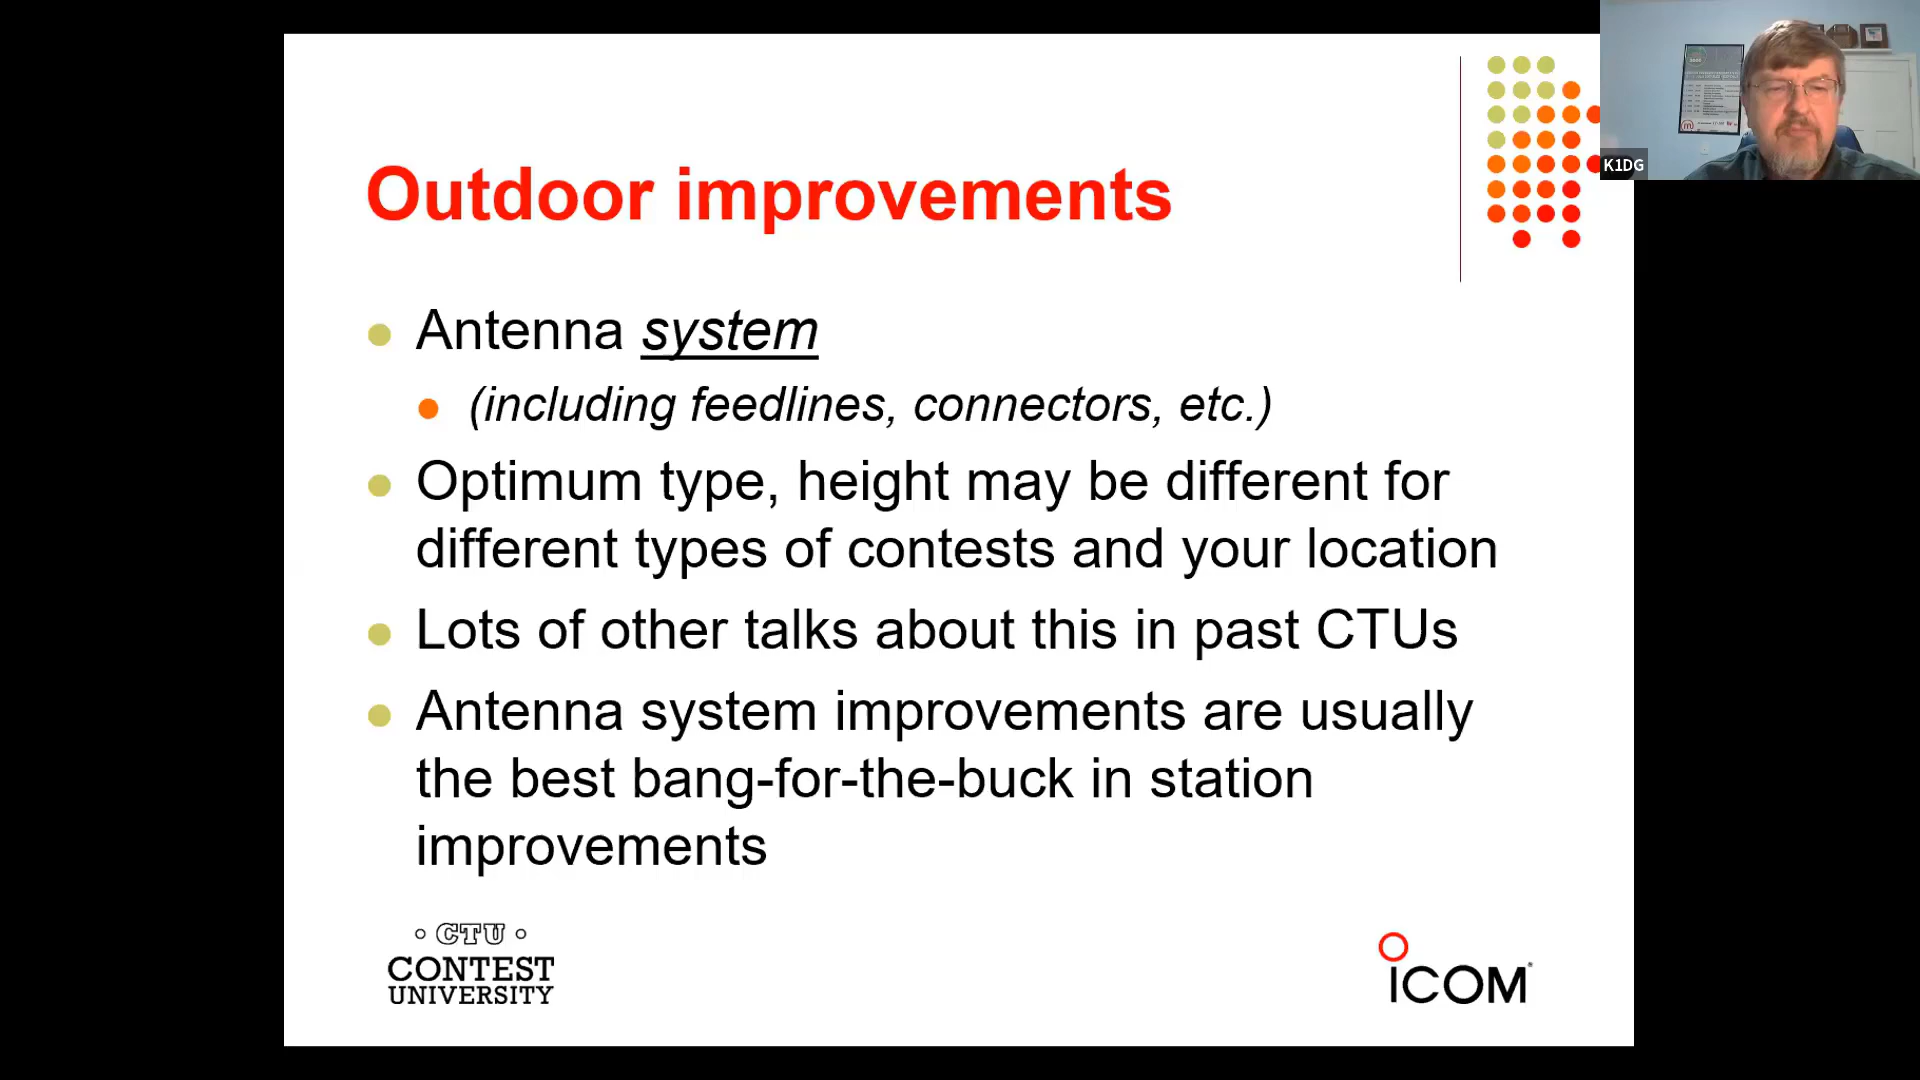 Outdoor improvements
K1DG
Antenna system
(including feedlines, connectors, etc.)
Optimum type, height may be different for
different types of contests and your location
Lots of other talks about this in past CTUs
Antenna system improvements are usually
the best bang-for-the-buck in station
improvements
CTU
CONTEST
UNIVERSITY
ICOM